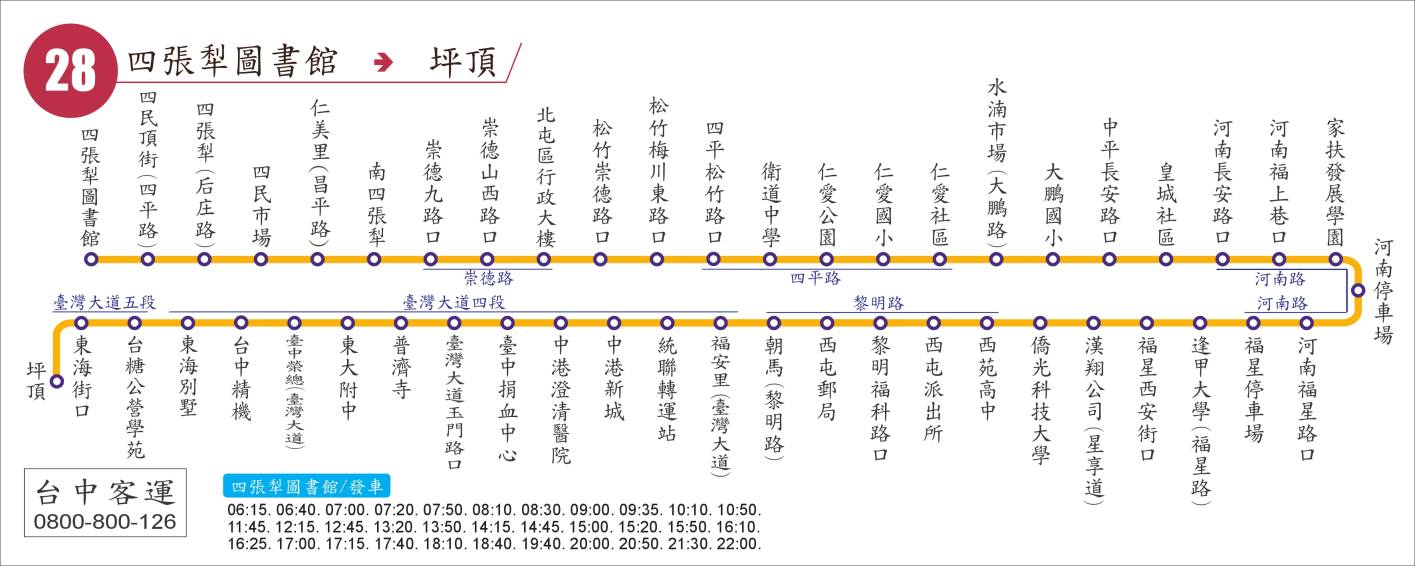 28
四張犁圖書館 ➔ 坪頂
四張犁圖書館
四民頂街(四平路)
四張犁(后庄路)
四民市場
仁美里(昌平路)
南四張犁
崇德九路口
崇德山西路口
北屯區行政大樓
松竹崇德路口
松竹梅川東路口
四平松竹路口
衛道中學
仁愛公園
仁愛國小
仁愛社區
水湳市場(大鵬路)
大鵬國小
中平長安路口
皇城社區
河南長安路口
河南福上巷口
家扶發展學園
河南停車場
崇德路
四平路
河南路
臺灣大道五段
臺灣大道四段
黎明路
河南路
坪頂
東海街口
台糖公營學苑
東海別墅
台中精機
臺中榮總(臺灣大道)
東大附中
普濟寺
臺灣大道玉門路口
臺中捐血中心
中港澄清醫院
中港新城
統聯轉運站
福安里(臺灣大道)
朝馬(黎明路)
西屯郵局
黎明福科路口
西屯派出所
西苑高中
僑光科技大學
漢翔公司(星享道)
福星西安街口
逢甲大學(福星路)
福星停車場
河南福星路口
台中客運
0800-800-126
四張犁圖書館/發車
06:15. 06:40. 07:00. 07:20. 07:50. 08:10. 08:30. 09:00. 09:35. 10:10. 10:50.
11:45. 12:15. 12:45. 13:20. 13:50. 14:15. 14:45. 15:00. 15:20. 15:50. 16:10.
16:25. 17:00. 17:15. 17:40. 18:10. 18:40. 19:40. 20:00. 20:50. 21:30. 22:00.